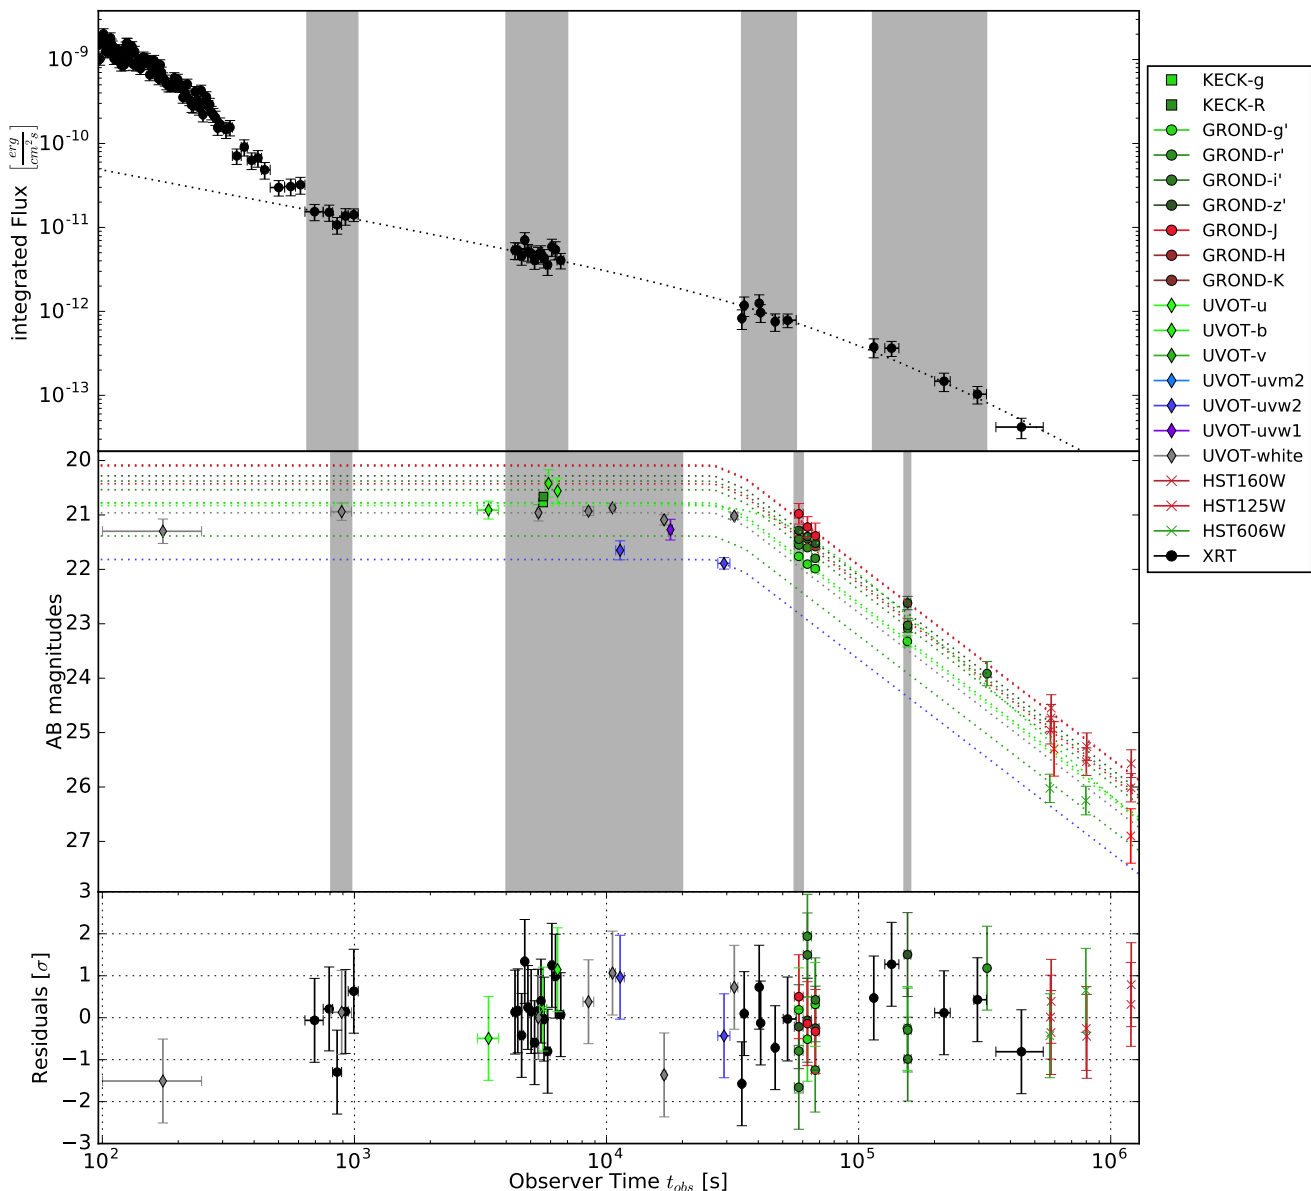 10⁻⁹
10⁻¹⁰
10⁻¹¹
10⁻¹²
10⁻¹³
integrated Flux [erg/cm²s]
20
21
22
23
24
25
26
27
AB magnitudes
3
2
1
0
−1
−2
−3
Residuals [σ]
10² 10³ 10⁴ 10⁵ 10⁶
Observer Time t_obs [s]
KECK-g
KECK-R
GROND-g'
GROND-r'
GROND-i'
GROND-z'
GROND-J
GROND-H
GROND-K
UVOT-u
UVOT-b
UVOT-v
UVOT-uvm2
UVOT-uvw2
UVOT-uvw1
UVOT-white
HST160W
HST125W
HST606W
XRT